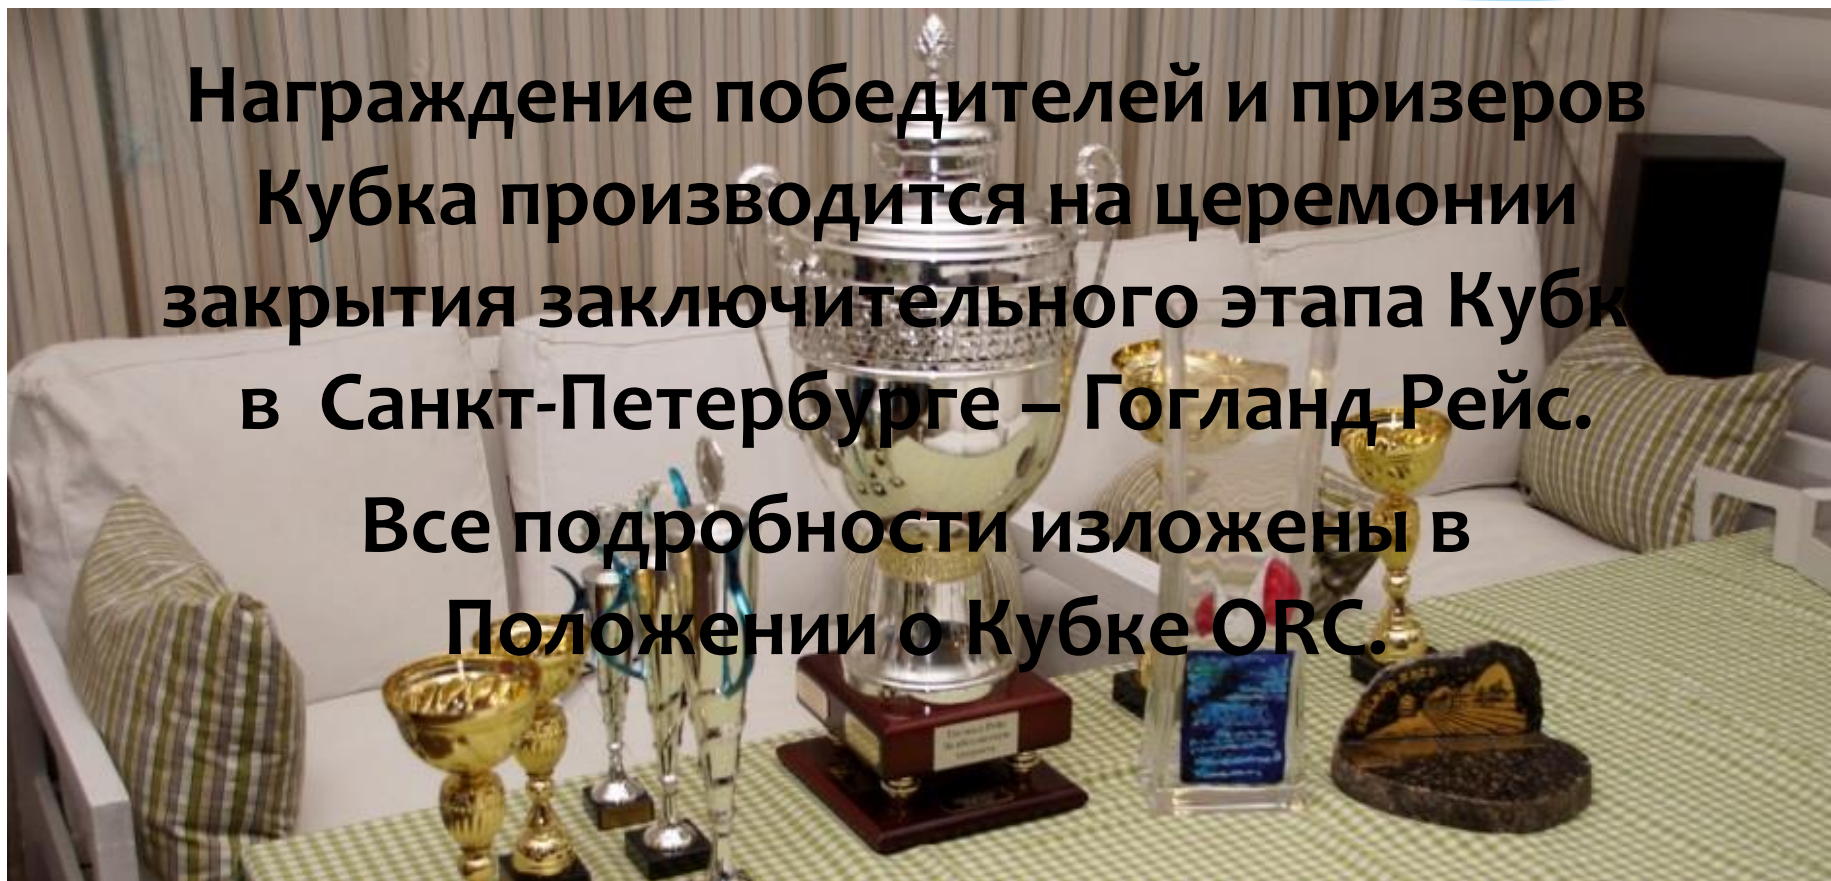 Награждение победителей и призеров
Кубка производится на церемонии
закрытия заключительного этапа Кубка
в Санкт-Петербурге – Гогланд Рейс.
Все подробности изложены в
Положении о Кубке ORC.